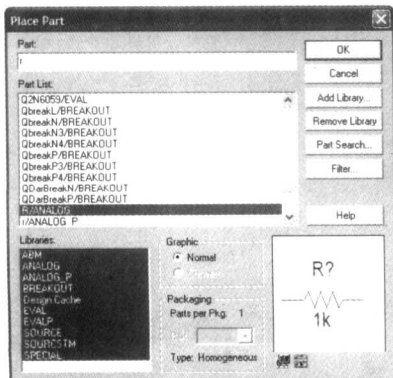 Place Part
Part:
r
OK
Cancel
Part List:
Q2N6059/EVAL
QbreakL/BREAKOUT
QbreakN/BREAKOUT
QbreakN3/BREAKOUT
QbreakN4/BREAKOUT
QbreakP/BREAKOUT
QbreakP3/BREAKOUT
QbreakP4/BREAKOUT
QDarBreakN/BREAKOUT
QDarBreakP/BREAKOUT
R/ANALOG
r/ANALOG_P
Add Library...
Remove Library
Part Search...
Filter...
Help
Libraries:
ABM
ANALOG
ANALOG_P
BREAKOUT
Design Cache
EVAL
EVALP
SOURCE
SOURCSTM
SPECIAL
Graphic
Normal
Packaging
Parts per Pkg: 1
Type: Homogeneous
R?
1k